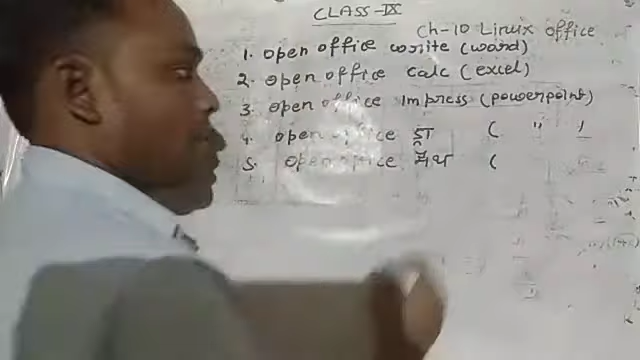 CLASS-IX
Ch-10 Linux office
1. open office write (word)
2. open office calc (excel)
3. open office Impress (powerpoint)
4. open office ड्रा ( " )
5. open office मैथ (